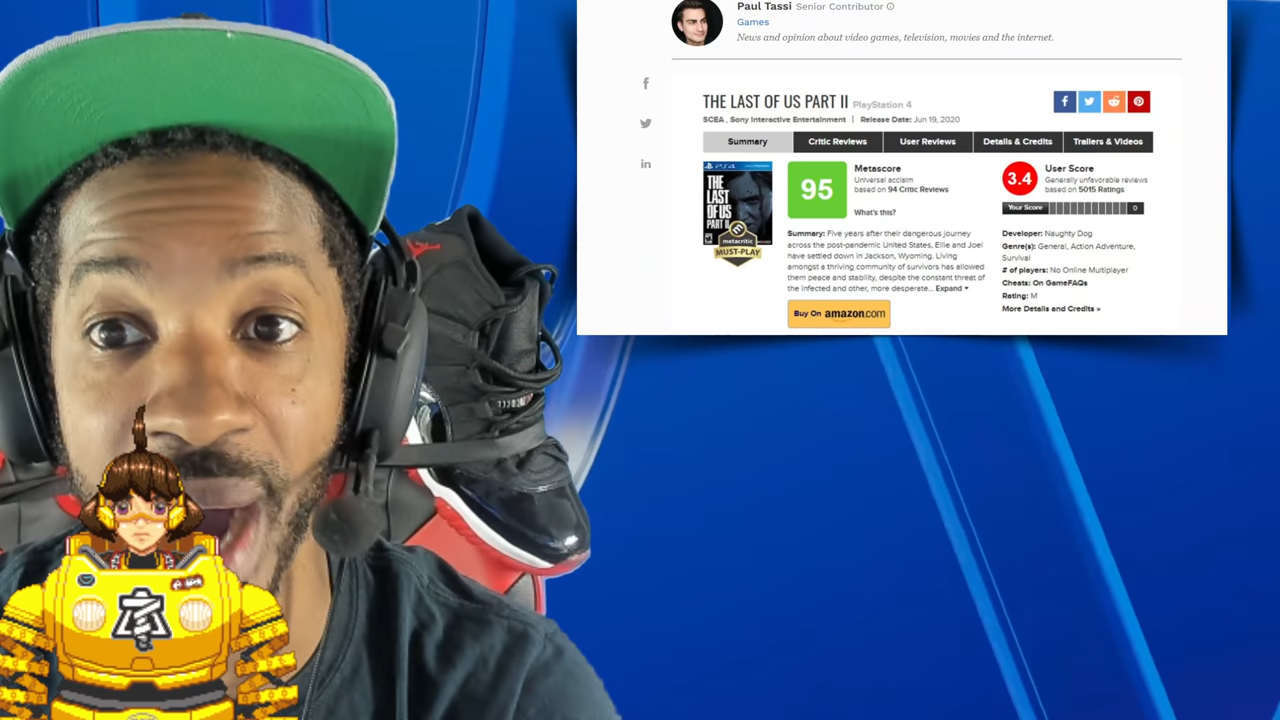 Paul Tassi Senior Contributor
Games
News and opinion about video games, television, movies and the internet.
THE LAST OF US PART II PlayStation 4
SCEA , Sony Interactive Entertainment | Release Date: Jun 19, 2020
Summary Critic Reviews User Reviews Details & Credits Trailers & Videos
PS4
THE LAST OF US PART II
metacritic
MUST-PLAY
95
Metascore
Universal acclaim
based on 94 Critic Reviews
What's this?
Summary: Five years after their dangerous journey
across the post-pandemic United States, Ellie and Joel
have settled down in Jackson, Wyoming. Living
amongst a thriving community of survivors has allowed
them peace and stability, despite the constant threat of
the infected and other, more desperate... Expand
Buy On amazon.com
3.4
User Score
Generally unfavorable reviews
based on 5015 Ratings
Your Score 0
Developer: Naughty Dog
Genre(s): General, Action Adventure,
Survival
# of players: No Online Multiplayer
Cheats: On GameFAQs
Rating: M
More Details and Credits »